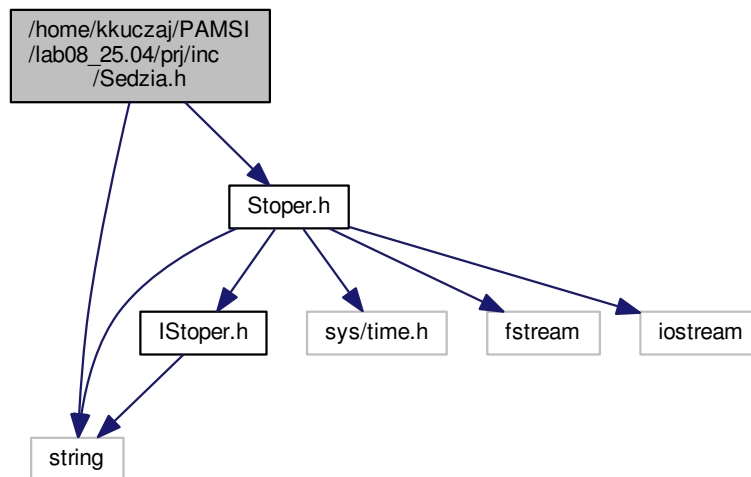 /home/kkuczaj/PAMSI
/lab08_25.04/prj/inc
/Sedzia.h
Stoper.h
IStoper.h
sys/time.h
fstream
iostream
string